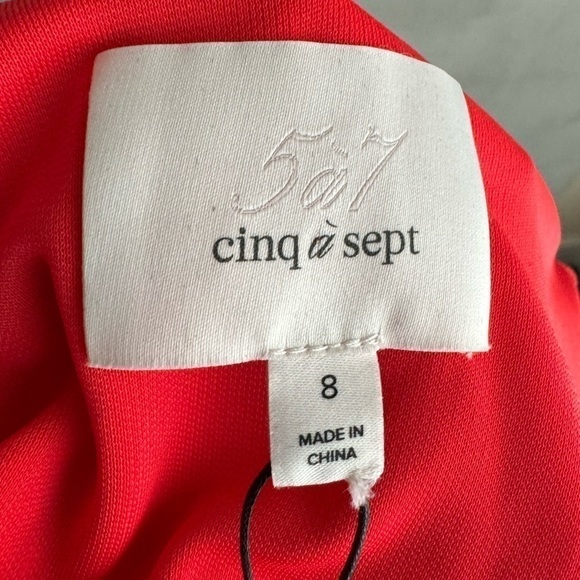 5à7
cinq à sept
8
MADE IN
CHINA